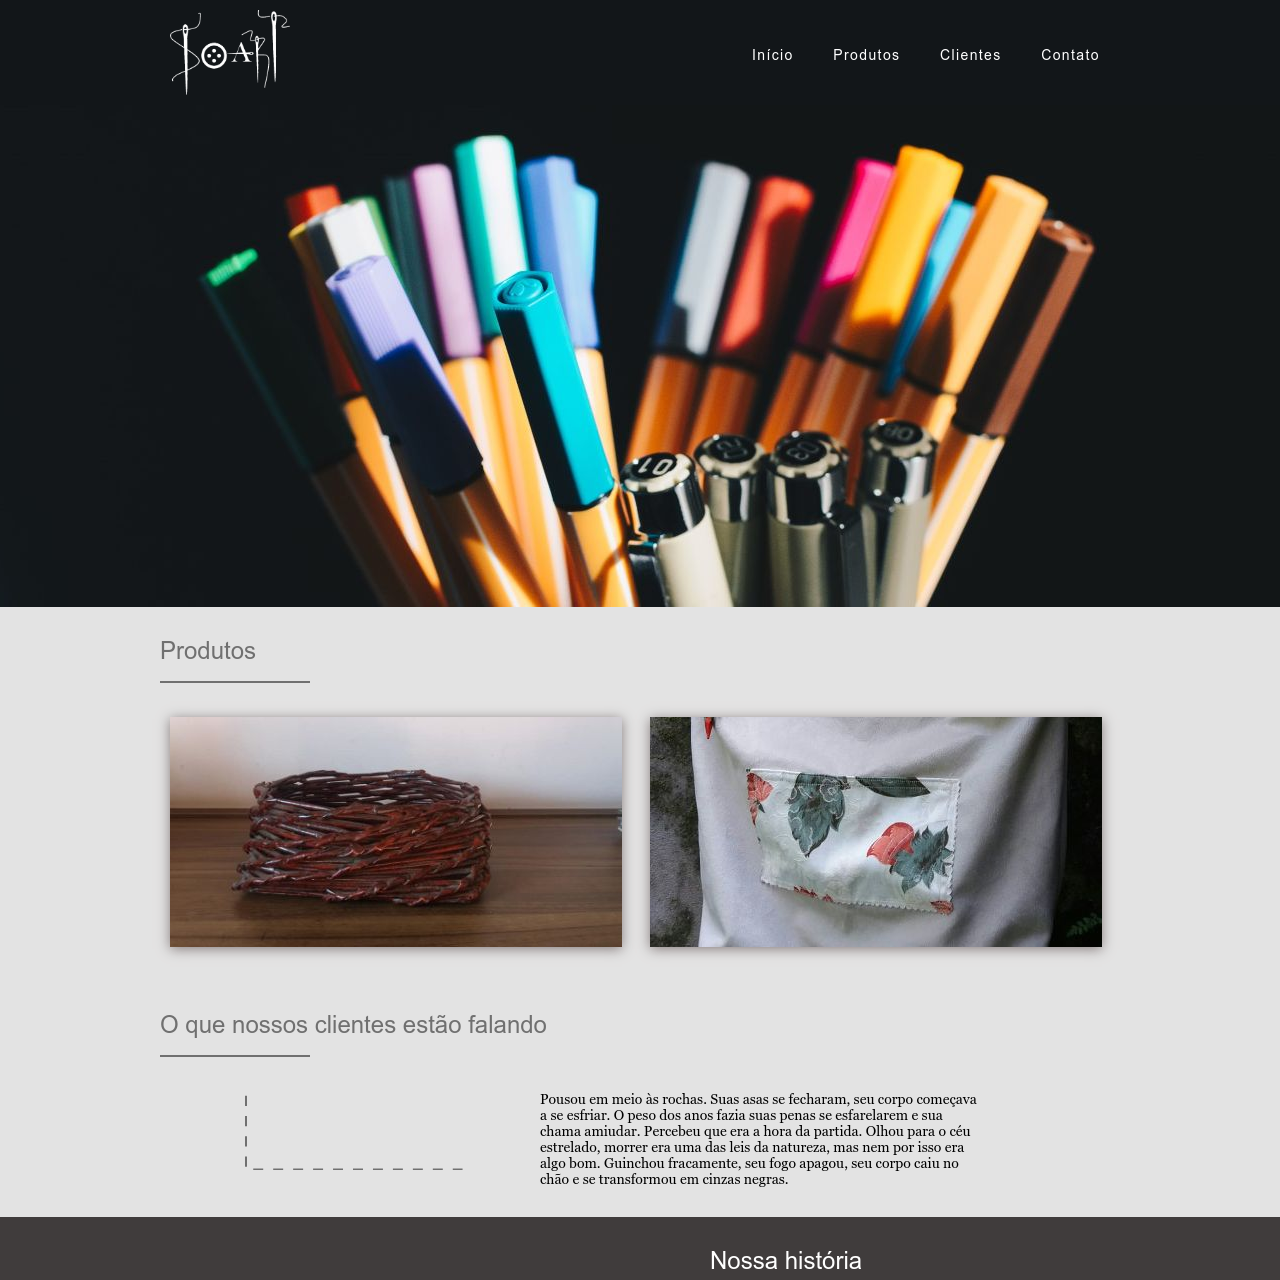 SOART
Início Produtos Clientes Contato
01
Produtos
O que nossos clientes estão falando
Pousou em meio às rochas. Suas asas se fecharam, seu corpo começava
a se esfriar. O peso dos anos fazia suas penas se esfarelarem e sua
chama amiudar. Percebeu que era a hora da partida. Olhou para o céu
estrelado, morrer era uma das leis da natureza, mas nem por isso era
algo bom. Guinchou fracamente, seu fogo apagou, seu corpo caiu no
chão e se transformou em cinzas negras.
Nossa história